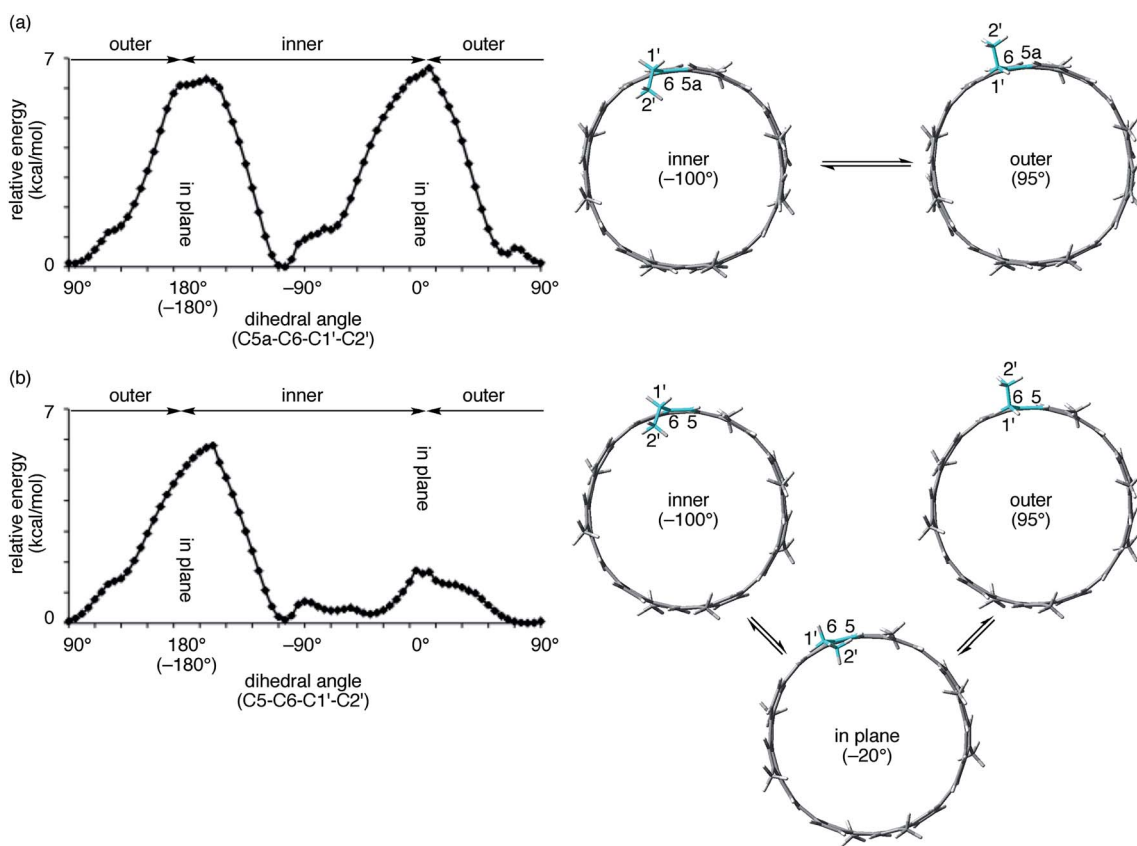 (a)
outer
inner
outer
7
relative energy
(kcal/mol)
in plane
in plane
0
90°
180°
(–180°)
–90°
0°
90°
dihedral angle
(C5a-C6-C1'-C2')
1'
6 5a
2'
inner
(–100°)
2'
6 5a
1'
outer
(95°)
(b)
outer
inner
outer
7
relative energy
(kcal/mol)
in plane
in plane
0
90°
180°
(–180°)
–90°
0°
90°
dihedral angle
(C5-C6-C1'-C2')
1'
6 5
2'
inner
(–100°)
2'
6 5
1'
outer
(95°)
1' 6 5
2'
in plane
(–20°)